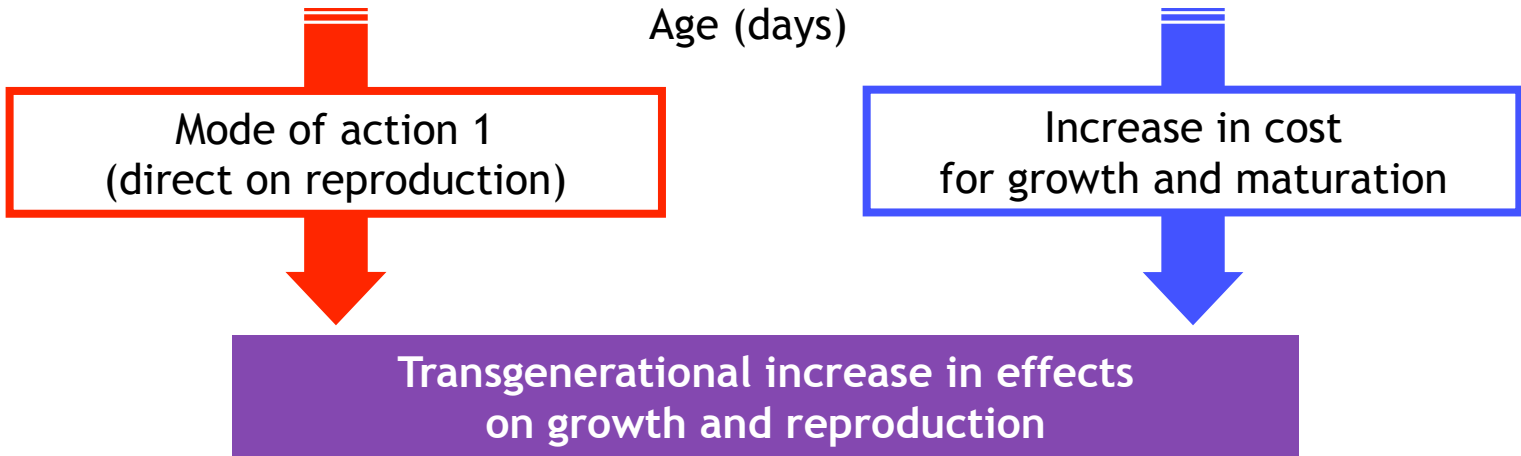 Age (days)
Mode of action 1
(direct on reproduction)
Increase in cost
for growth and maturation
Transgenerational increase in effects
on growth and reproduction